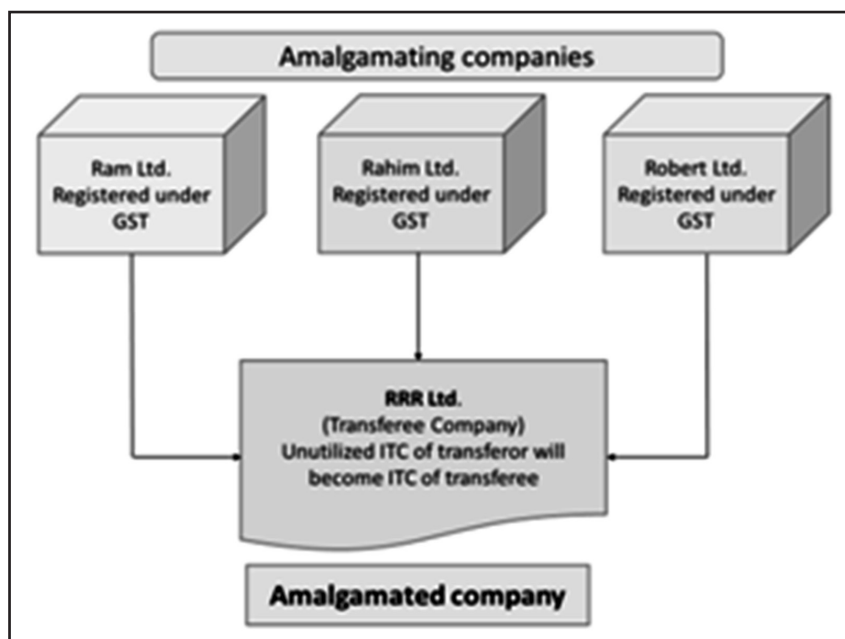 Amalgamating companies
Ram Ltd.
Registered under
GST
Rahim Ltd.
Registered under
GST
Robert Ltd.
Registered under
GST
RRR Ltd.
(Transferee Company)
Unutilized ITC of transferor will
become ITC of transferee
Amalgamated company